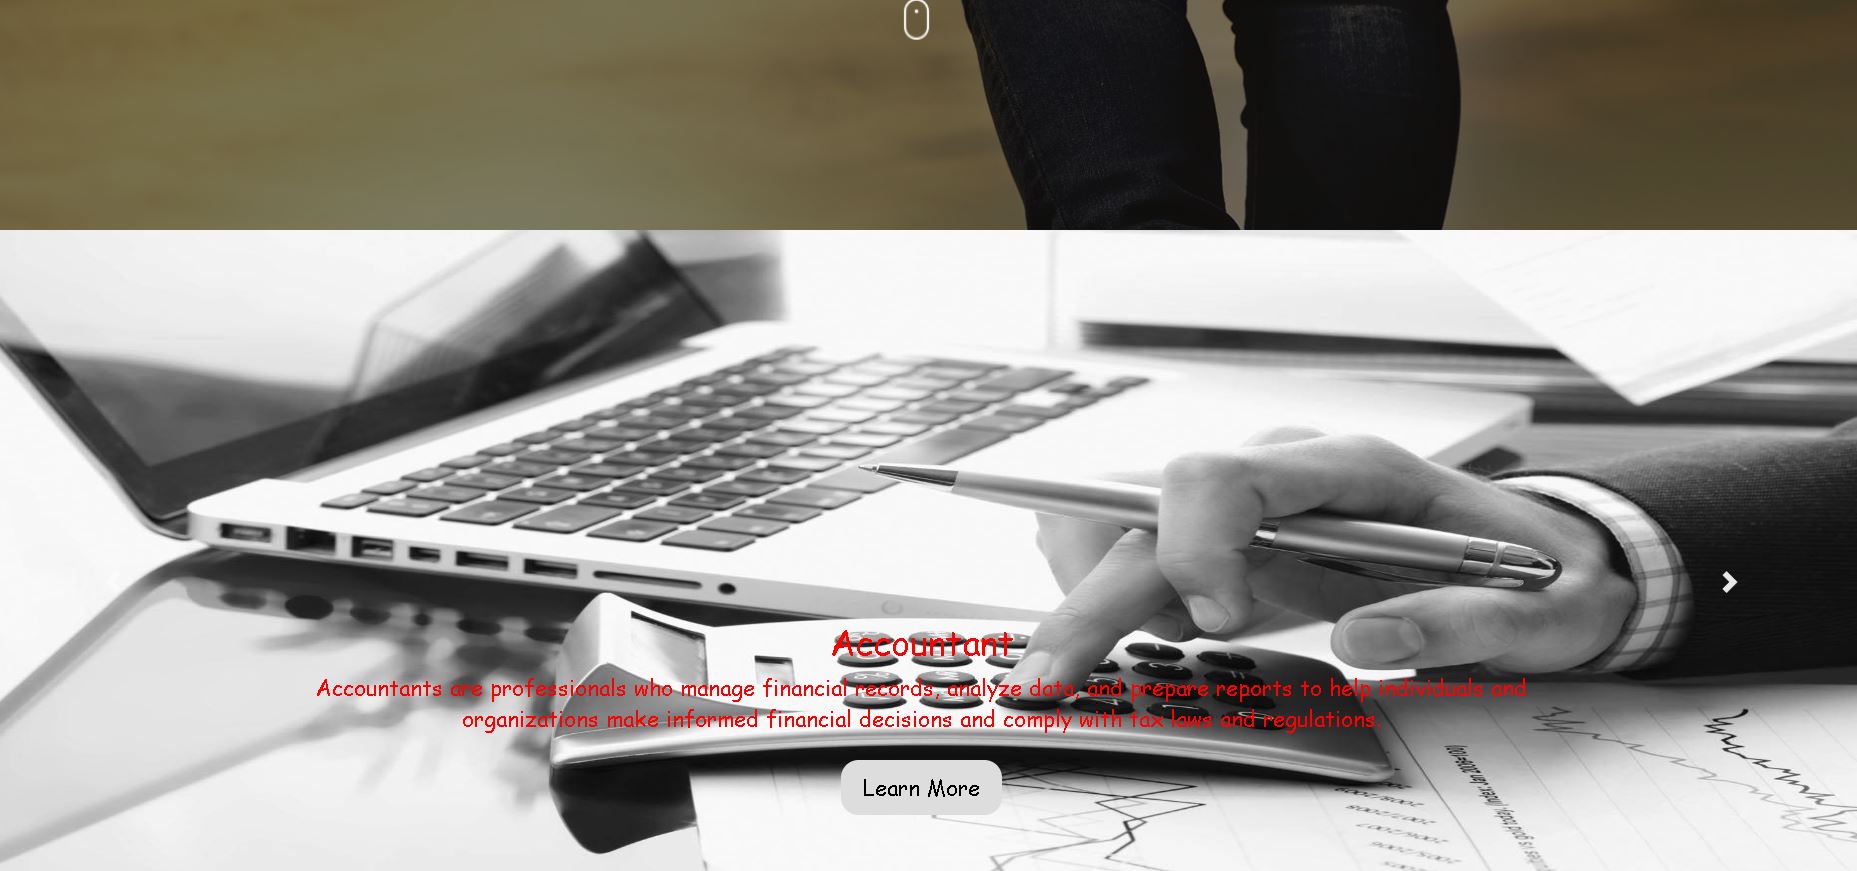 Accountant
Accountants are professionals who manage financial records, analyze data, and prepare reports to help individuals and
organizations make informed financial decisions and comply with tax laws and regulations.
Learn More